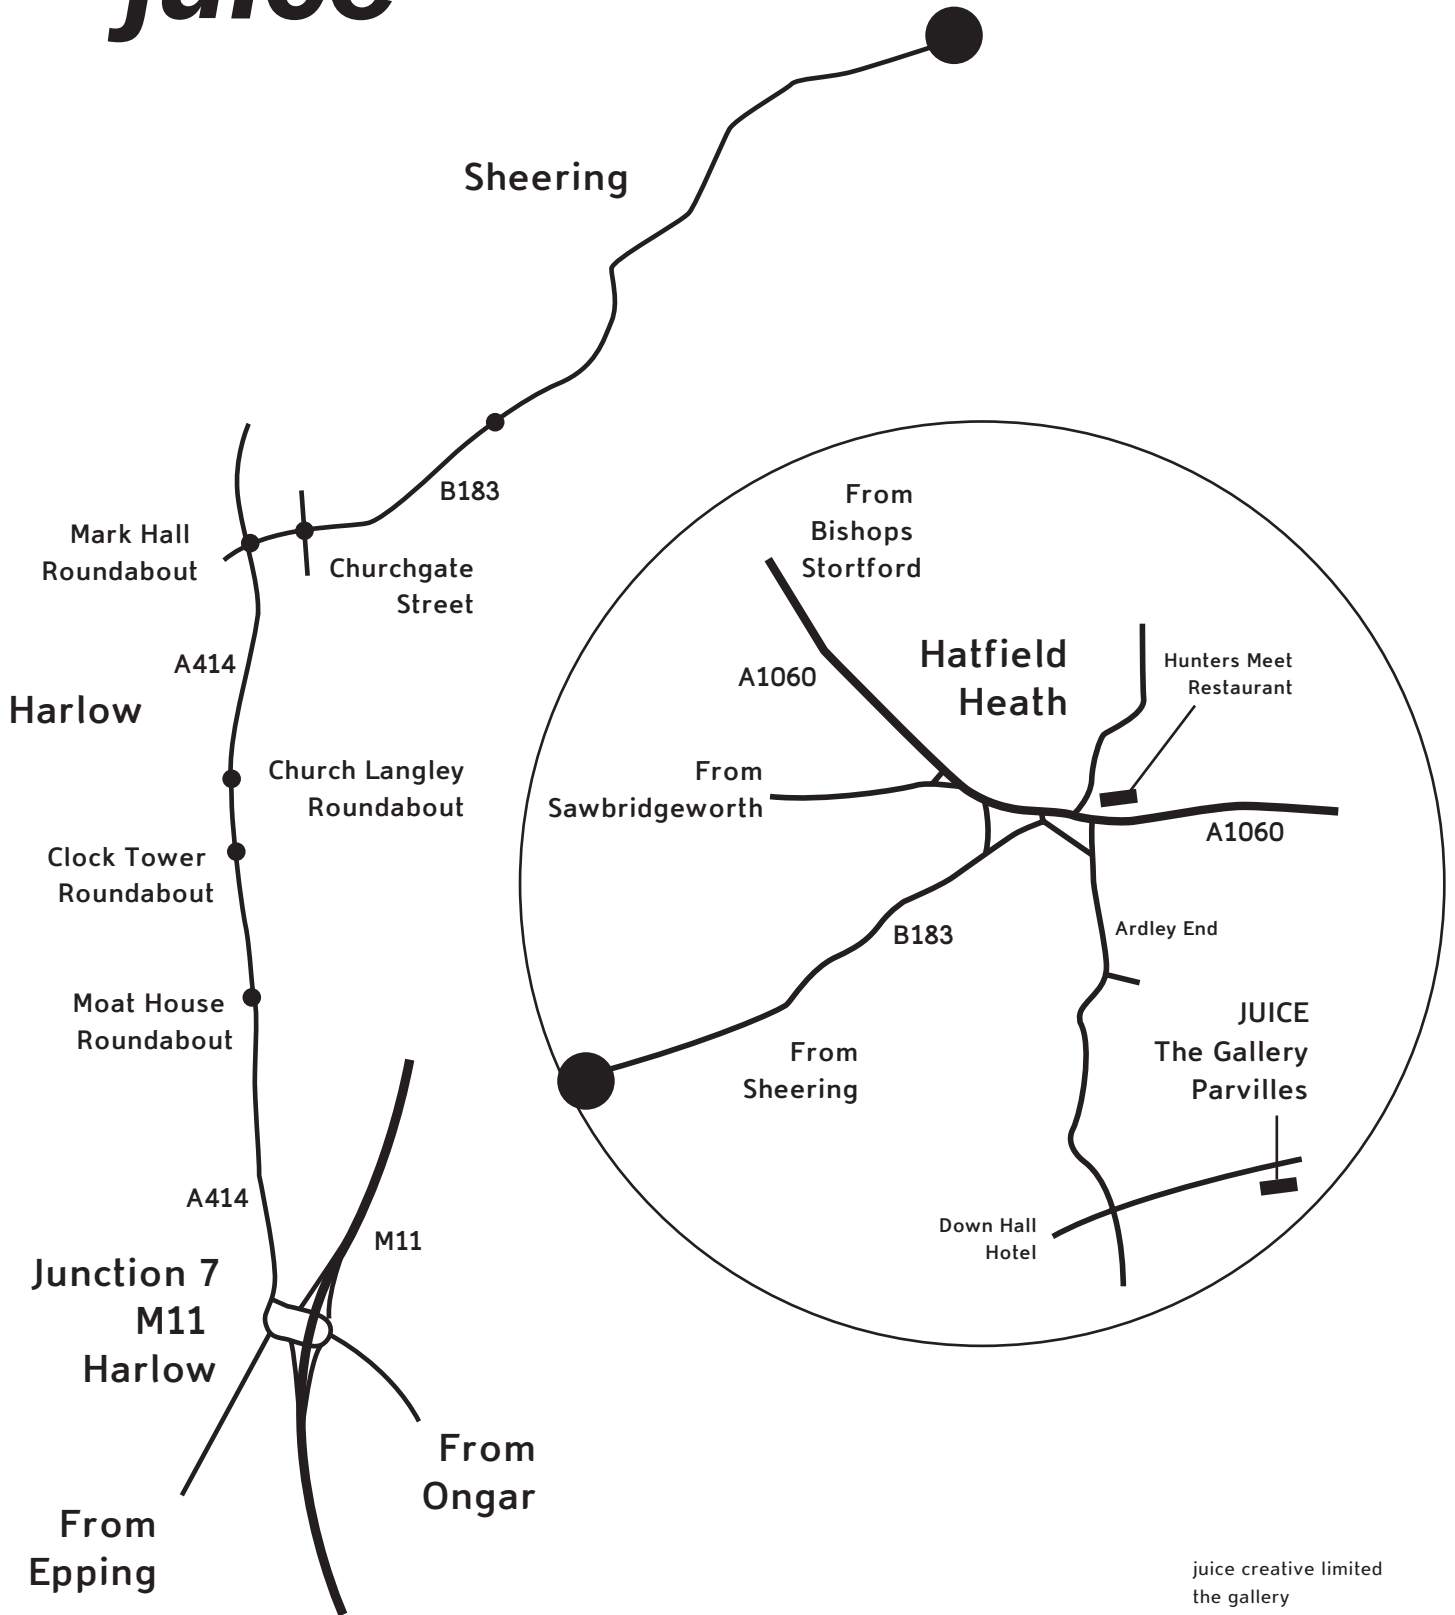 juice
Sheering
B183
Mark Hall
Roundabout
Churchgate
Street
A414
Harlow
Church Langley
Roundabout
Clock Tower
Roundabout
Moat House
Roundabout
A414
M11
Junction 7
M11
Harlow
From
Ongar
From
Epping
From
Bishops
Stortford
A1060
Hatfield
Heath
Hunters Meet
Restaurant
From
Sawbridgeworth
A1060
B183
Ardley End
From
Sheering
JUICE
The Gallery
Parvilles
Down Hall
Hotel
juice creative limited
the gallery